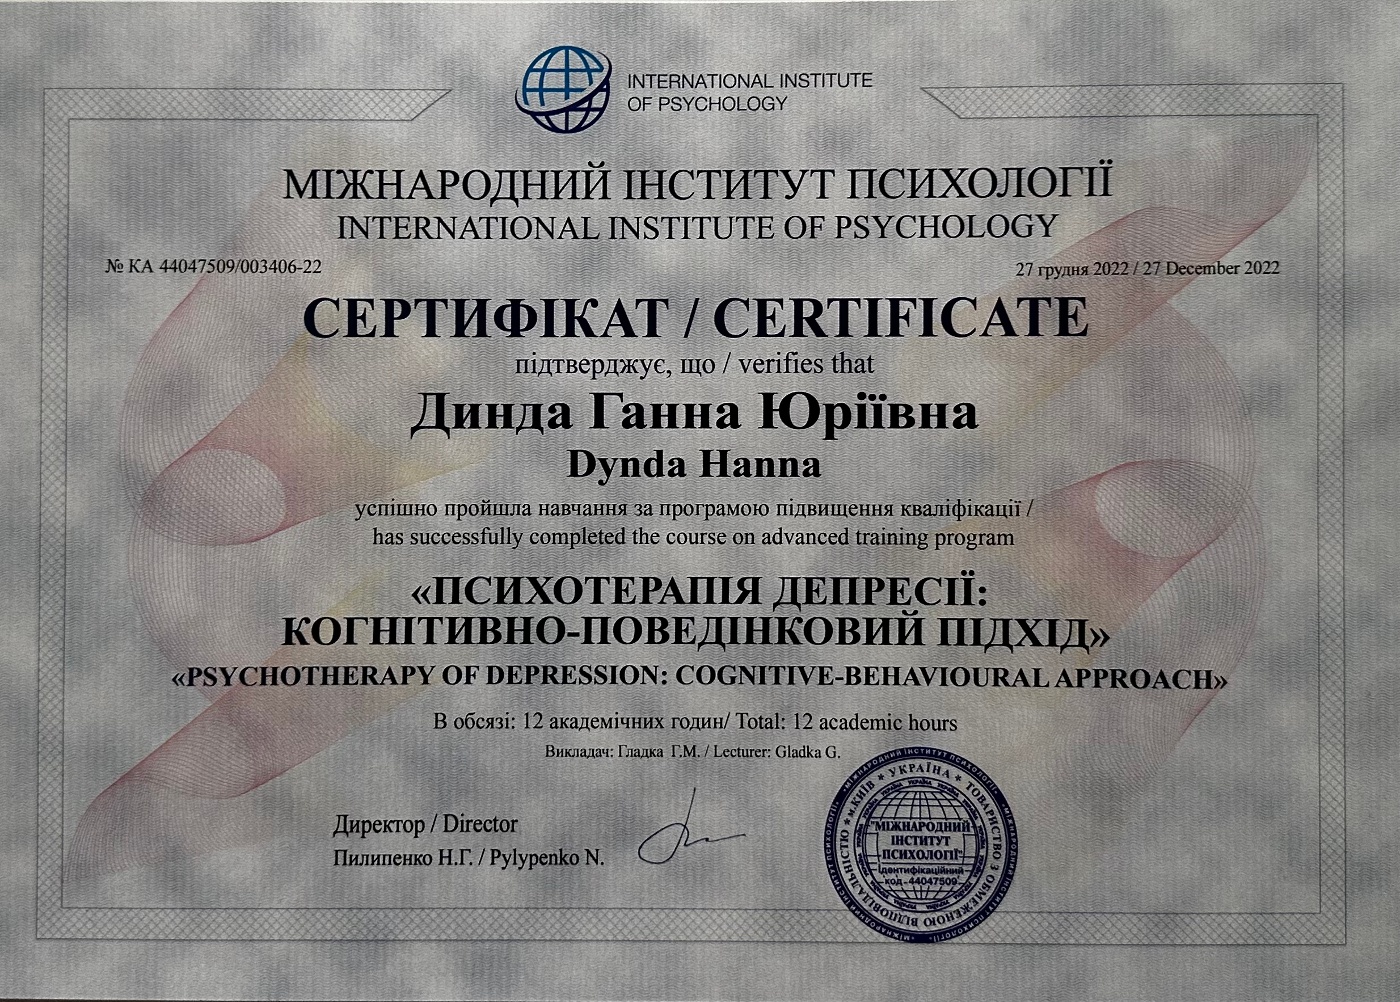 INTERNATIONAL INSTITUTE
OF PSYCHOLOGY
МІЖНАРОДНИЙ ІНСТИТУТ ПСИХОЛОГІЇ
INTERNATIONAL INSTITUTE OF PSYCHOLOGY
№ КА 44047509/003406-22
27 грудня 2022 / 27 December 2022
СЕРТИФІКАТ / CERTIFICATE
підтверджує, що / verifies that
Динда Ганна Юріївна
Dynda Hanna
успішно пройшла навчання за програмою підвищення кваліфікації /
has successfully completed the course on advanced training program
«ПСИХОТЕРАПІЯ ДЕПРЕСІЇ:
КОГНІТИВНО-ПОВЕДІНКОВИЙ ПІДХІД»
«PSYCHOTHERAPY OF DEPRESSION: COGNITIVE-BEHAVIOURAL APPROACH»
В обсязі: 12 академічних годин/ Total: 12 academic hours
Викладач: Гладка Г.М. / Lecturer: Gladka G.
Директор / Director
Пилипенко Н.Г. / Pylypenko N.
м.КИЇВ * УКРАЇНА * ТОВАРИСТВО З ОБМЕЖЕНОЮ ВІДПОВІДАЛЬНІСТЮ *
"МІЖНАРОДНИЙ
ІНСТИТУТ
ПСИХОЛОГІЇ"
ідентифікаційний
код - 44047509